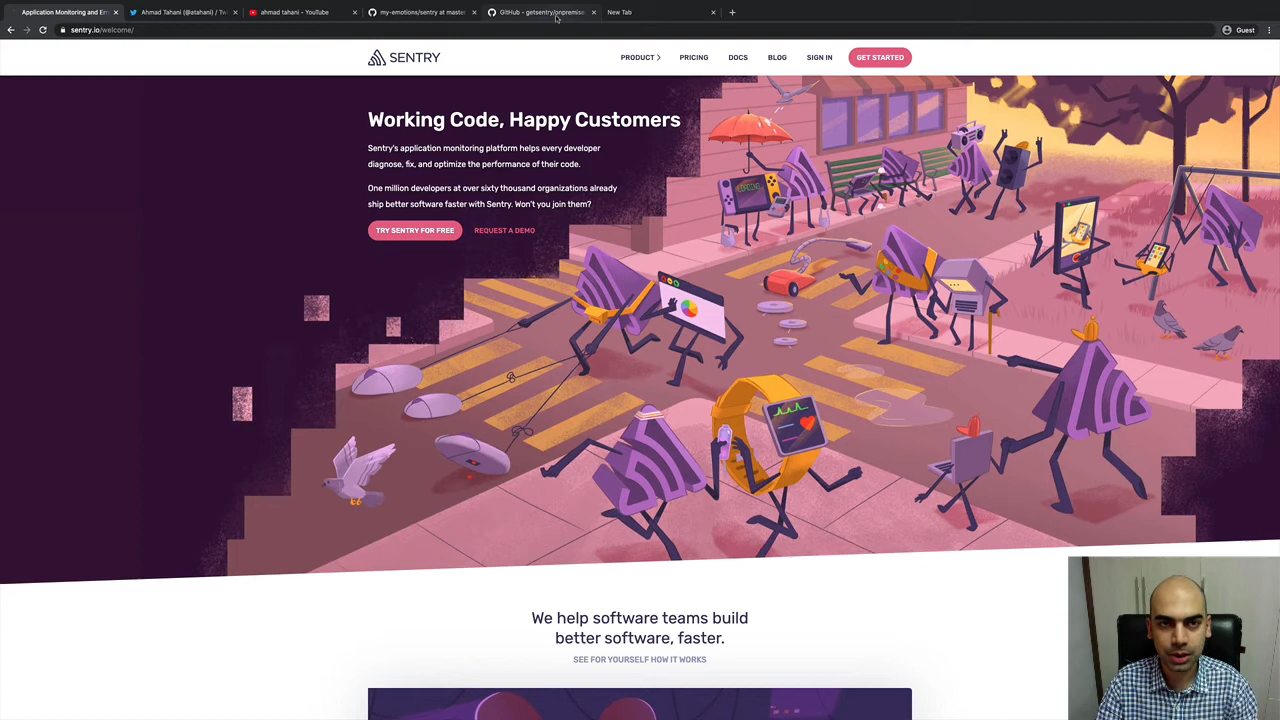 Application Monitoring and Err
Ahmad Tahani (@atahani) / Tw
ahmad tahani - YouTube
my-emotions/sentry at master
GitHub - getsentry/onpremise
New Tab
sentry.io/welcome/
Guest
SENTRY
PRODUCT
PRICING
DOCS
BLOG
SIGN IN
GET STARTED
Working Code, Happy Customers
Sentry's application monitoring platform helps every developer
diagnose, fix, and optimize the performance of their code.
One million developers at over sixty thousand organizations already
ship better software faster with Sentry. Won't you join them?
TRY SENTRY FOR FREE
REQUEST A DEMO
We help software teams build
better software, faster.
SEE FOR YOURSELF HOW IT WORKS